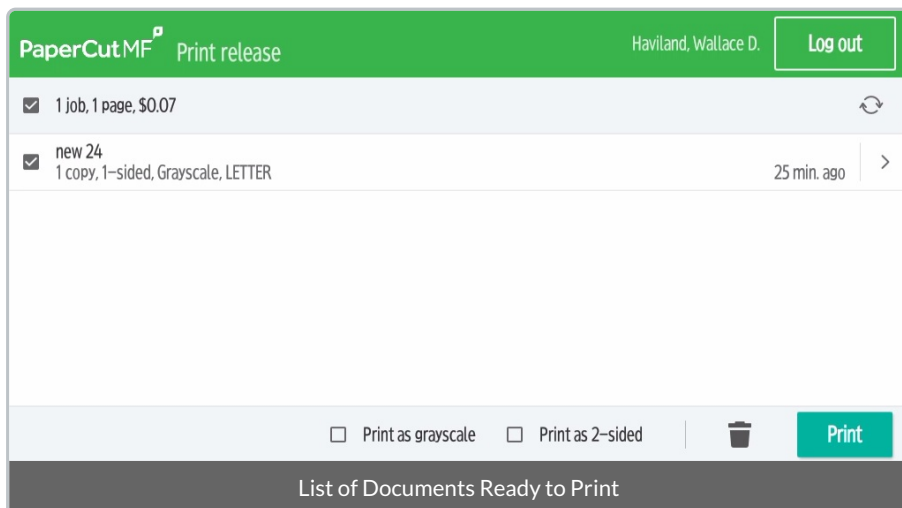 PaperCut MF Print release Haviland, Wallace D. Log out
1 job, 1 page, $0.07
new 24
1 copy, 1-sided, Grayscale, LETTER 25 min. ago
Print as grayscale Print as 2-sided Print
List of Documents Ready to Print